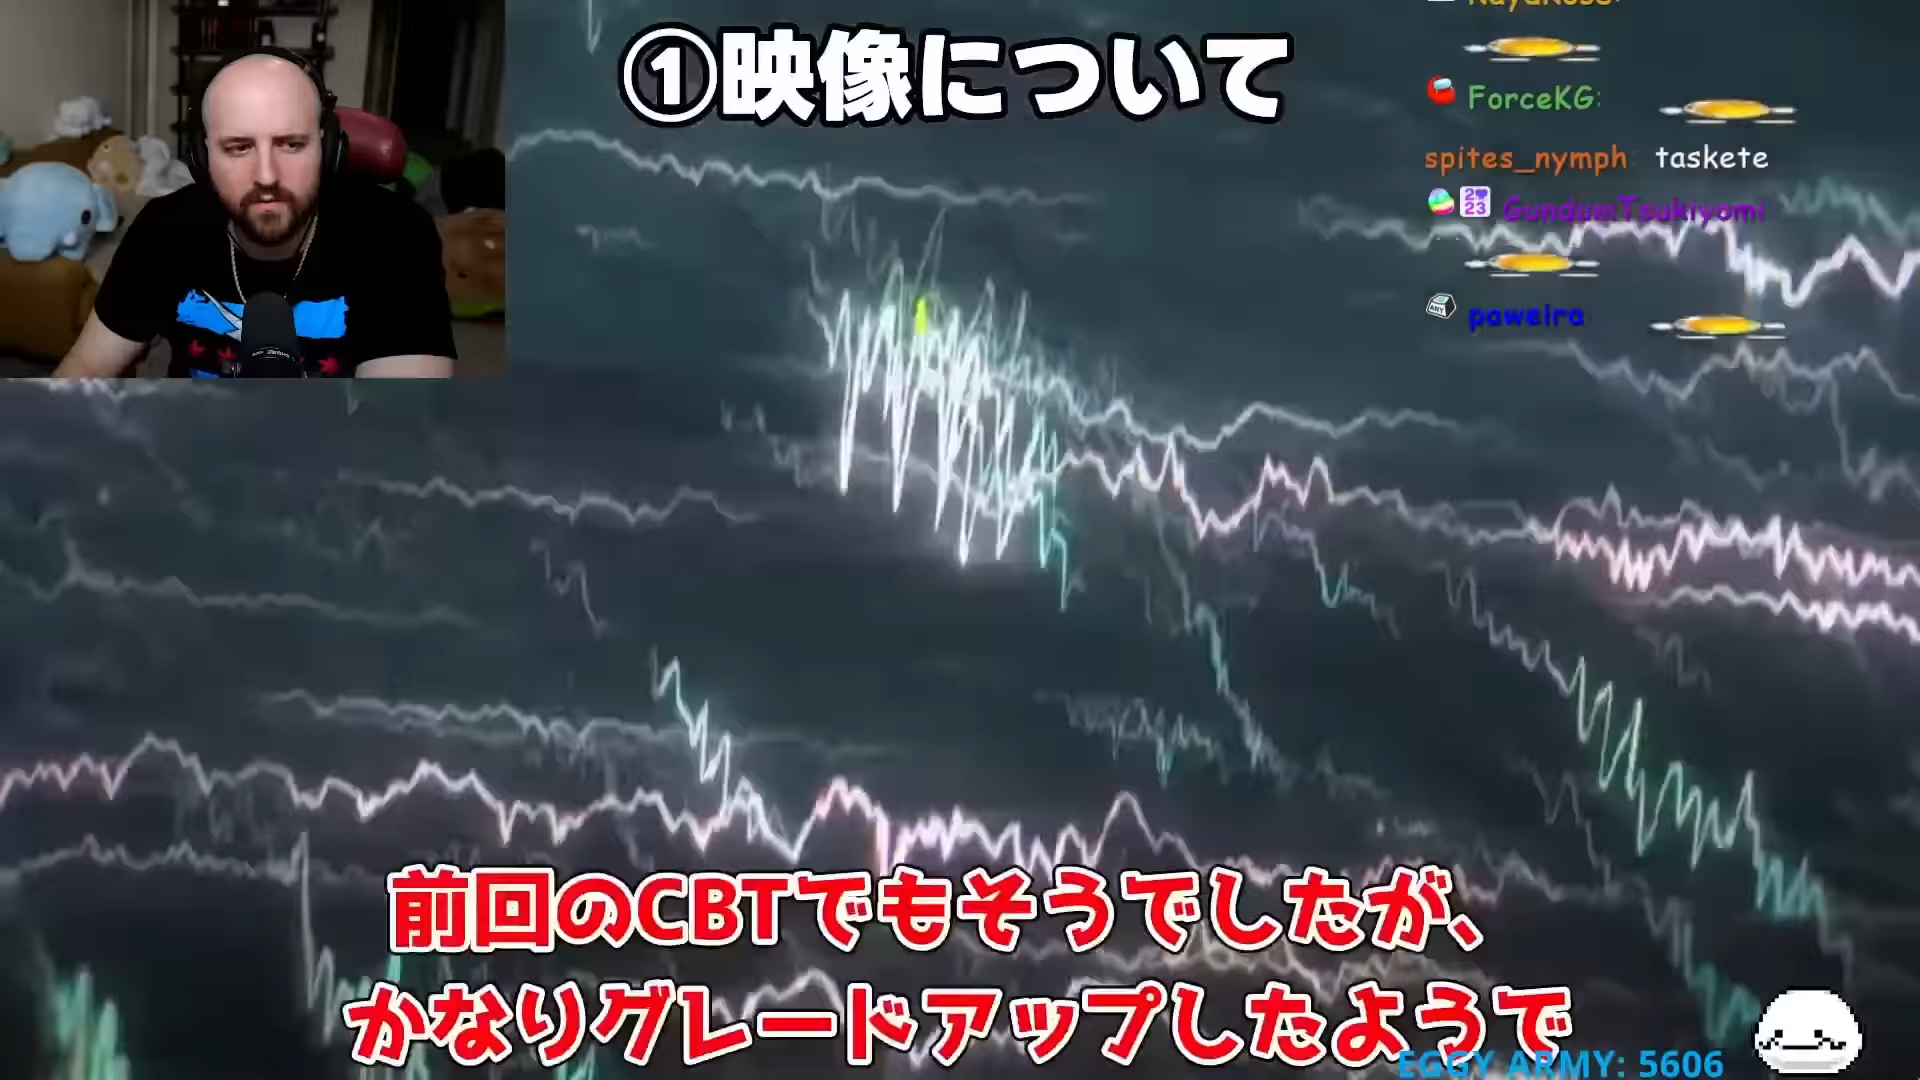 ①映像について
ForceKG:
spites_nymph: taskete
GundamTsukiyomi
paweira
前回のCBTでもそうでしたが、
かなりグレードアップしたようで
EGGY ARMY: 5606